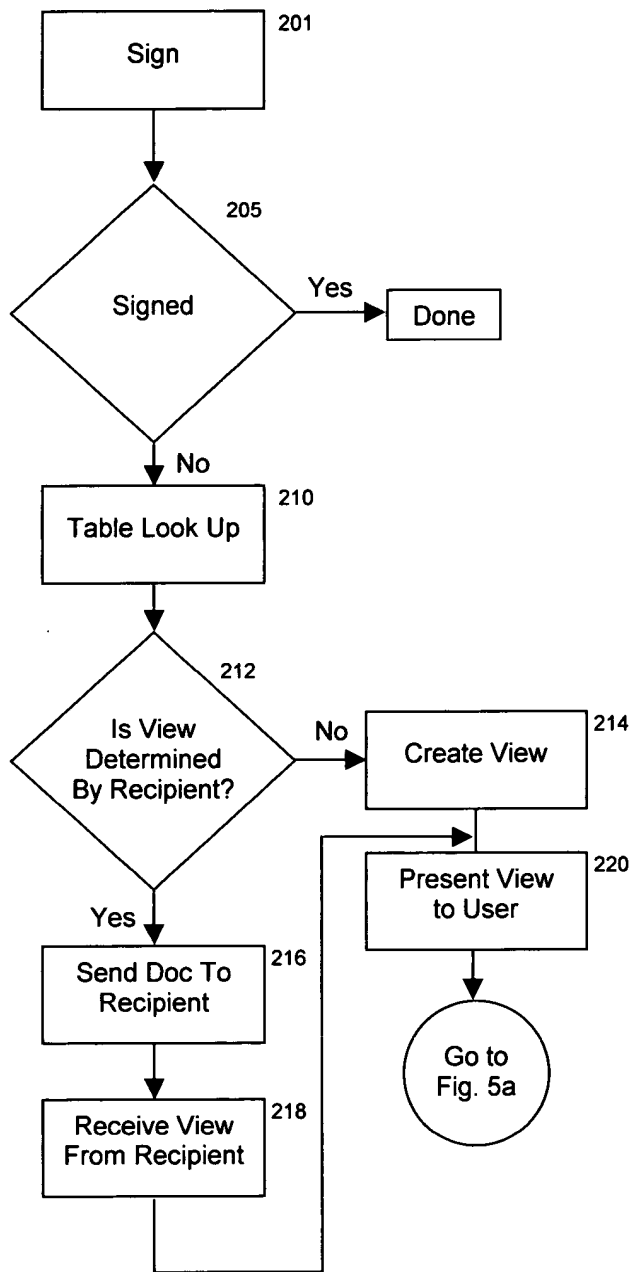 Sign
201
205
Signed
Yes
Done
No
Table Look Up
210
212
Is View
Determined
By Recipient?
No
Create View
214
Present View
to User
220
Yes
Send Doc To
Recipient
216
Go to
Fig. 5a
Receive View
From Recipient
218